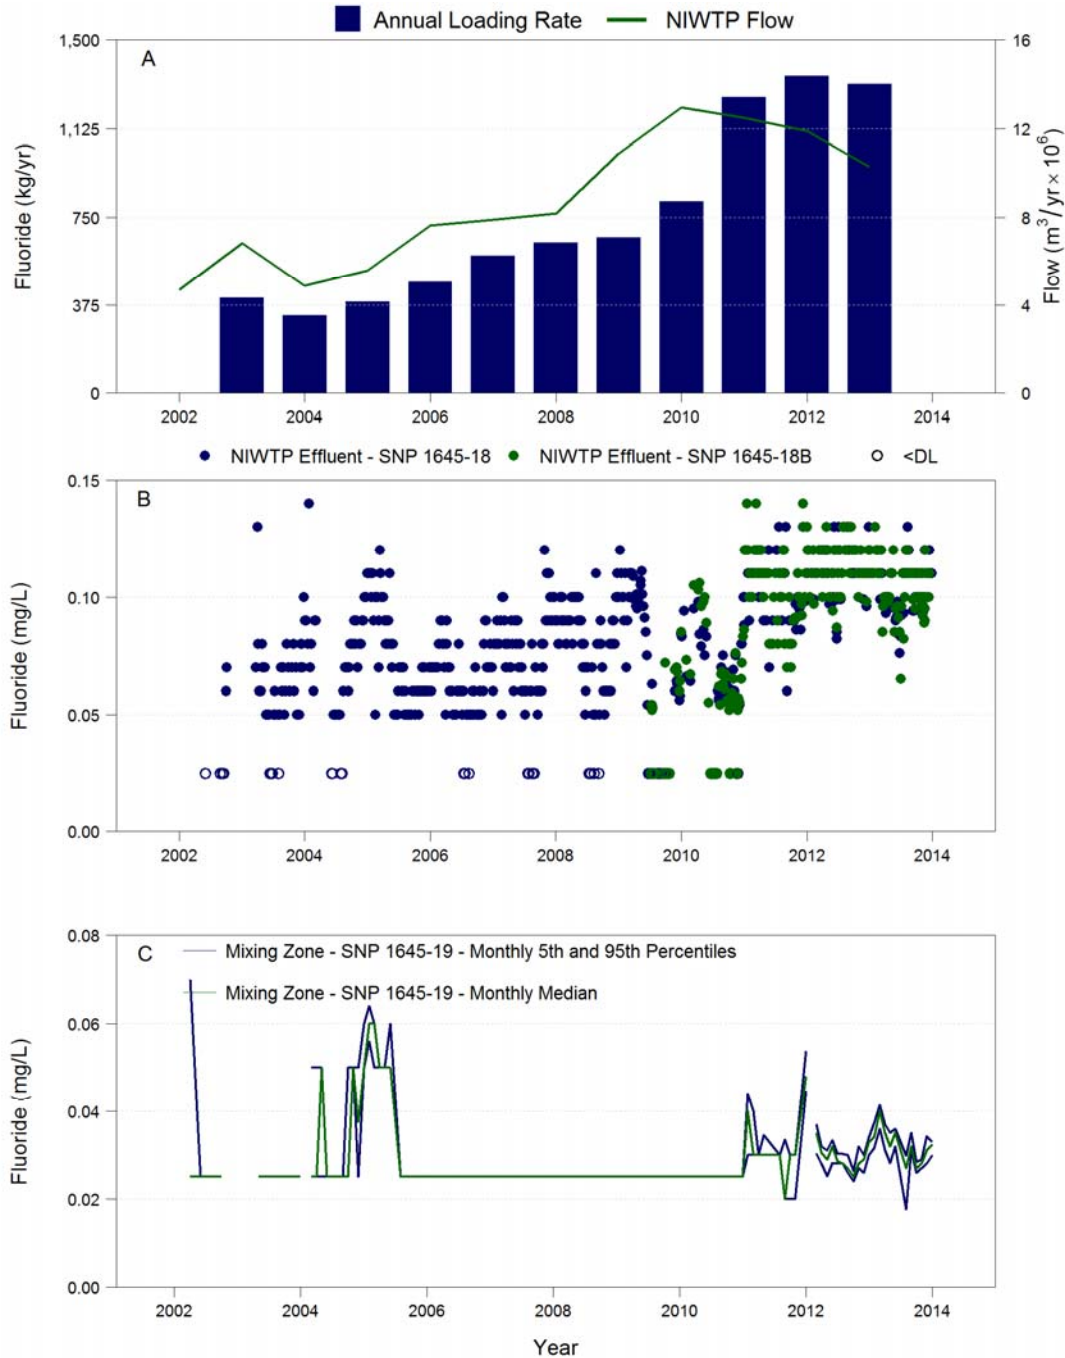 Annual Loading Rate NIWTP Flow
A
1,500
1,125
750
375
0
Fluoride (kg/yr)
16
12
8
4
0
Flow (m³/yr × 10⁶)
2002 2004 2006 2008 2010 2012 2014
NIWTP Effluent - SNP 1645-18 NIWTP Effluent - SNP 1645-18B <DL
B
0.15
0.10
0.05
0.00
Fluoride (mg/L)
2002 2004 2006 2008 2010 2012 2014
C
Mixing Zone - SNP 1645-19 - Monthly 5th and 95th Percentiles
Mixing Zone - SNP 1645-19 - Monthly Median
0.08
0.06
0.04
0.02
0.00
Fluoride (mg/L)
2002 2004 2006 2008 2010 2012 2014
Year